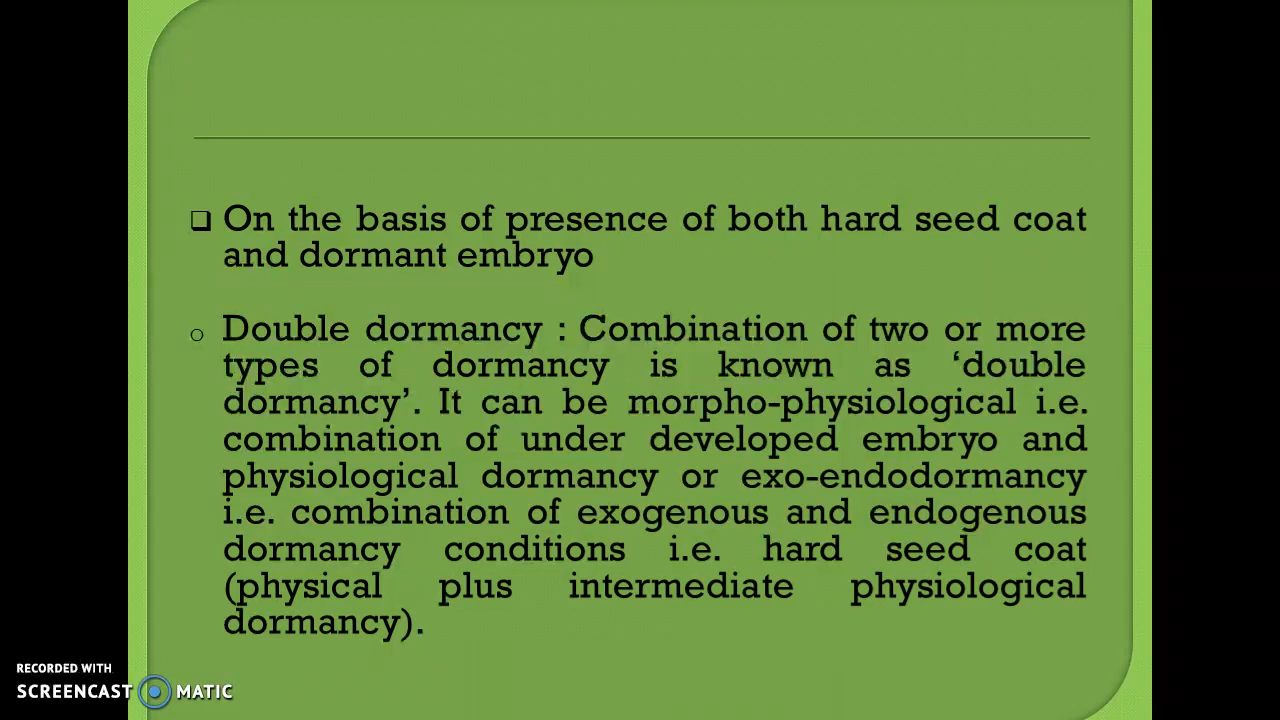 ❑ On the basis of presence of both hard seed coat
and dormant embryo
o Double dormancy : Combination of two or more
types of dormancy is known as ‘double
dormancy’. It can be morpho-physiological i.e.
combination of under developed embryo and
physiological dormancy or exo-endodormancy
i.e. combination of exogenous and endogenous
dormancy conditions i.e. hard seed coat
(physical plus intermediate physiological
dormancy).
RECORDED WITH
SCREENCAST MATIC